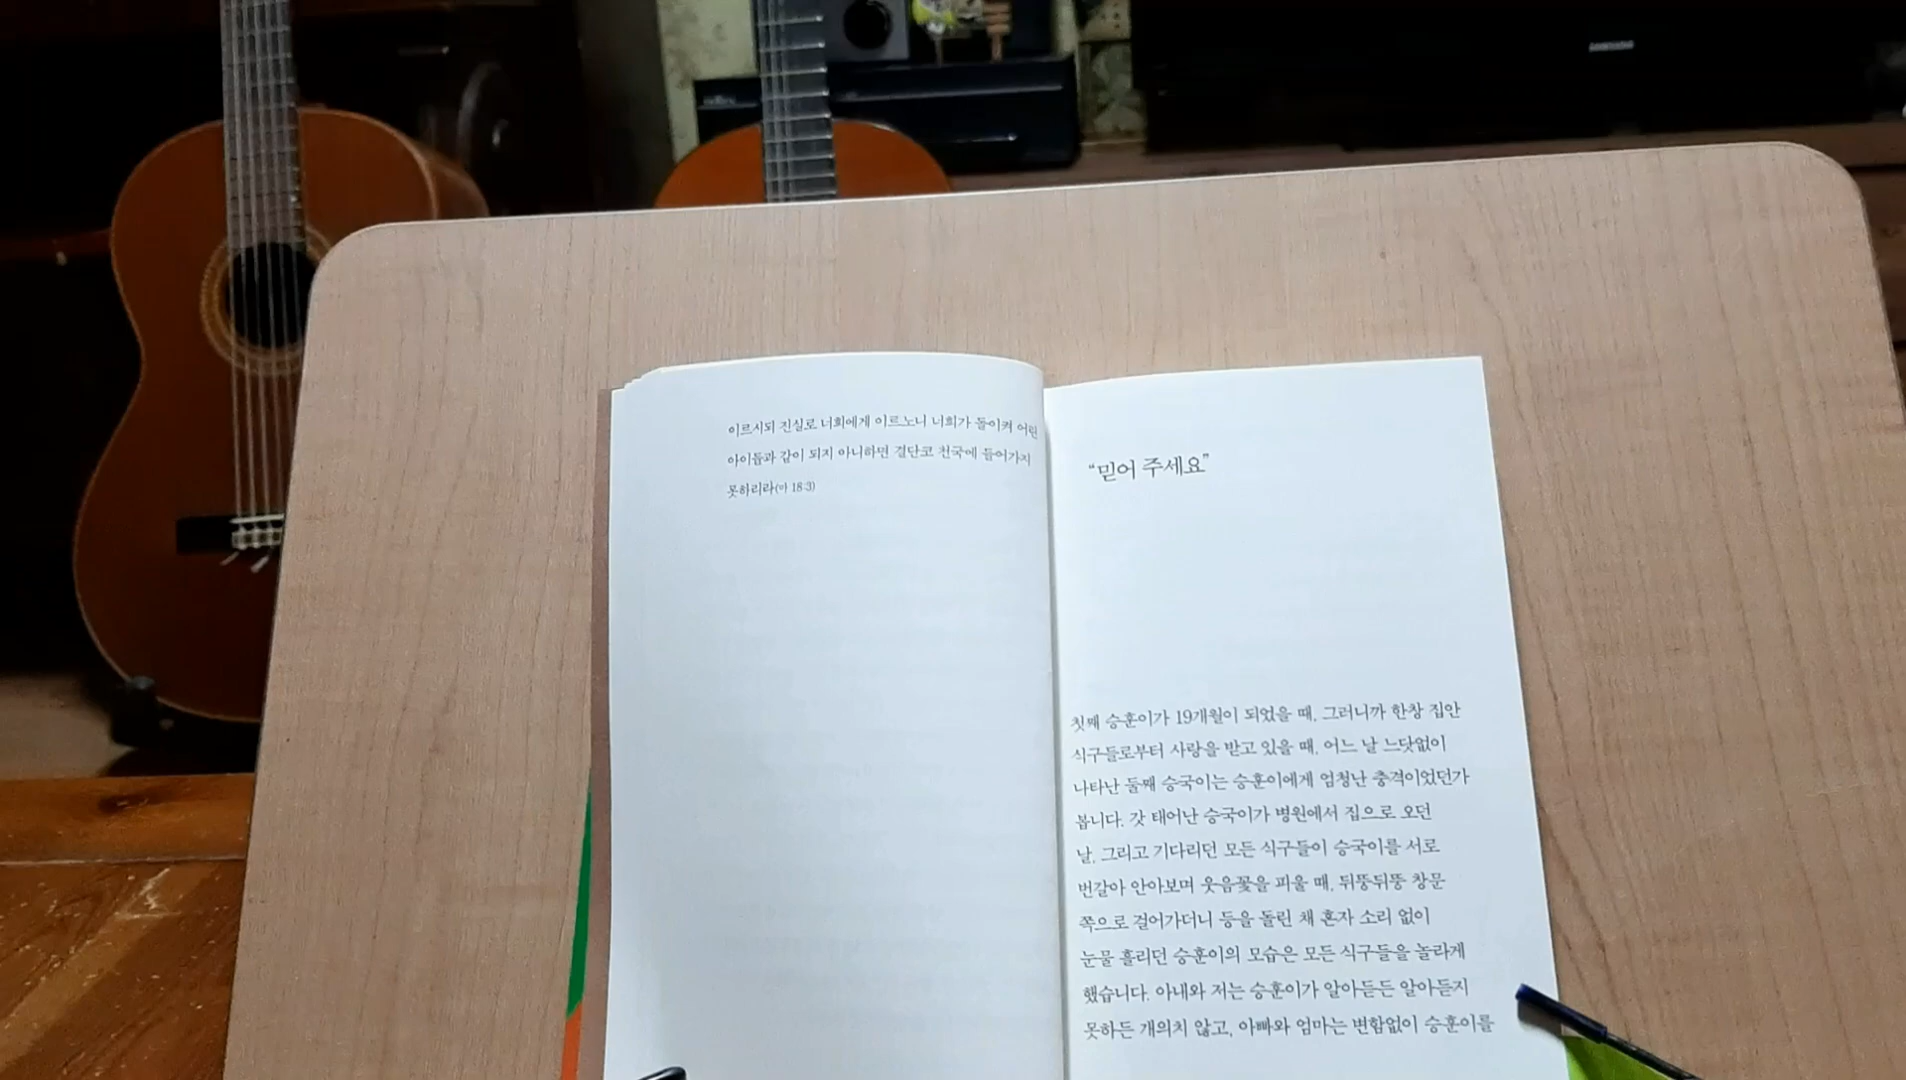 SAMSUNG
이르시되 진실로 너희에게 이르노니 너희가 돌이켜 어린
아이들과 같이 되지 아니하면 결단코 천국에 들어가지
못하리라(마 18:3)
“믿어 주세요”
첫째 승훈이가 19개월이 되었을 때, 그러니까 한창 집안
식구들로부터 사랑을 받고 있을 때, 어느 날 느닷없이
나타난 둘째 승국이는 승훈이에게 엄청난 충격이었던가
봅니다. 갓 태어난 승국이가 병원에서 집으로 오던
날, 그리고 기다리던 모든 식구들이 승국이를 서로
번갈아 안아보며 웃음꽃을 피울 때, 뒤뚱뒤뚱 창문
쪽으로 걸어가더니 등을 돌린 채 혼자 소리 없이
눈물 흘리던 승훈이의 모습은 모든 식구들을 놀라게
했습니다. 아내와 저는 승훈이가 알아듣든 알아듣지
못하든 개의치 않고, 아빠와 엄마는 변함없이 승훈이를